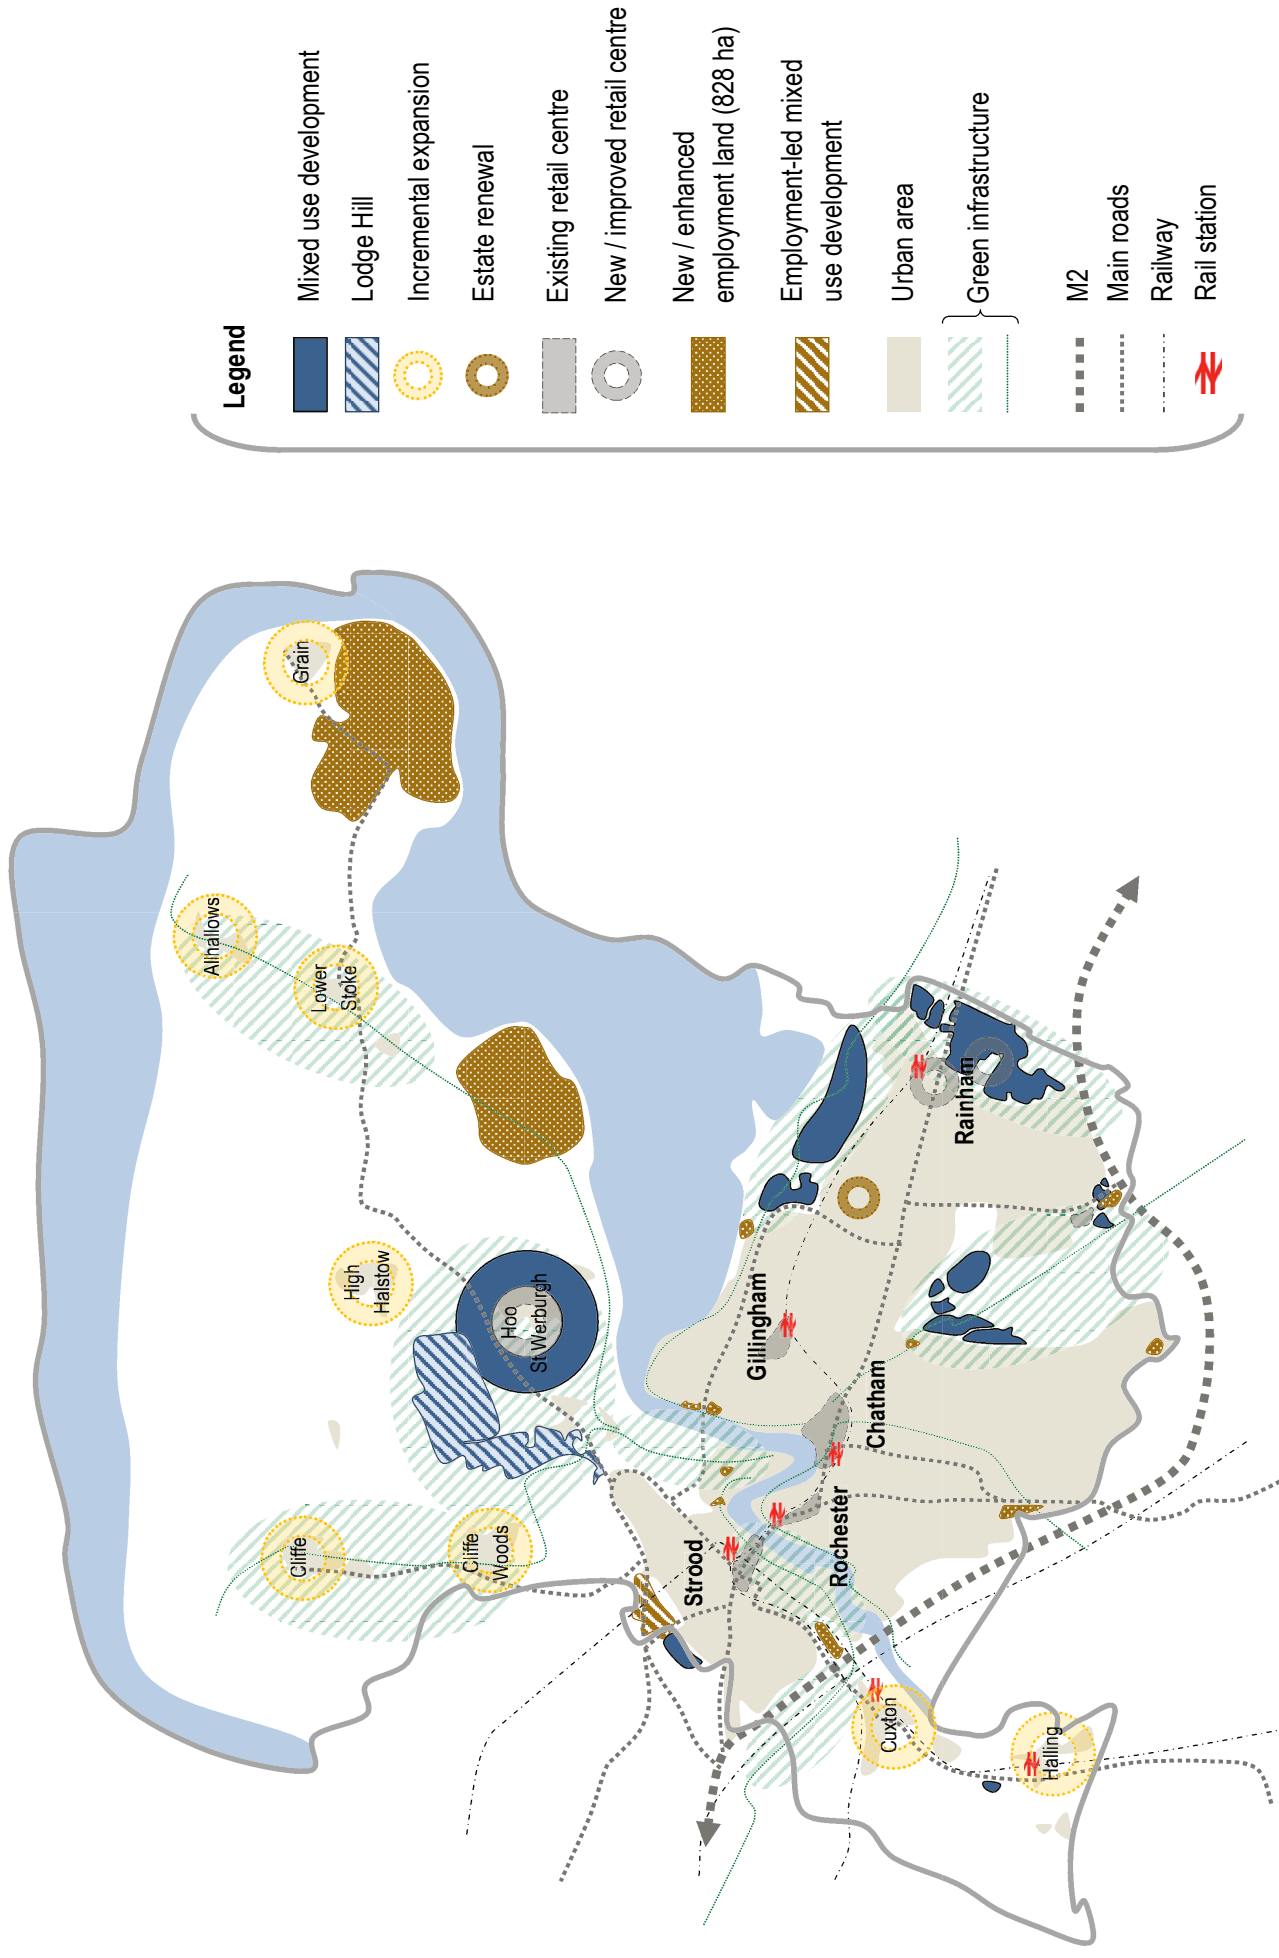 Legend
Mixed use development
Lodge Hill
Incremental expansion
Estate renewal
Existing retail centre
New / improved retail centre
New / enhanced
employment land (828 ha)
Employment-led mixed
use development
Urban area
Green infrastructure
M2
Main roads
Railway
Rail station
Grain
Allhallows
Lower
Stoke
High
Halstow
Hoo
St Werburgh
Cliffe
Cliffe
Woods
Rainham
Gillingham
Chatham
Rochester
Strood
Cuxton
Halling